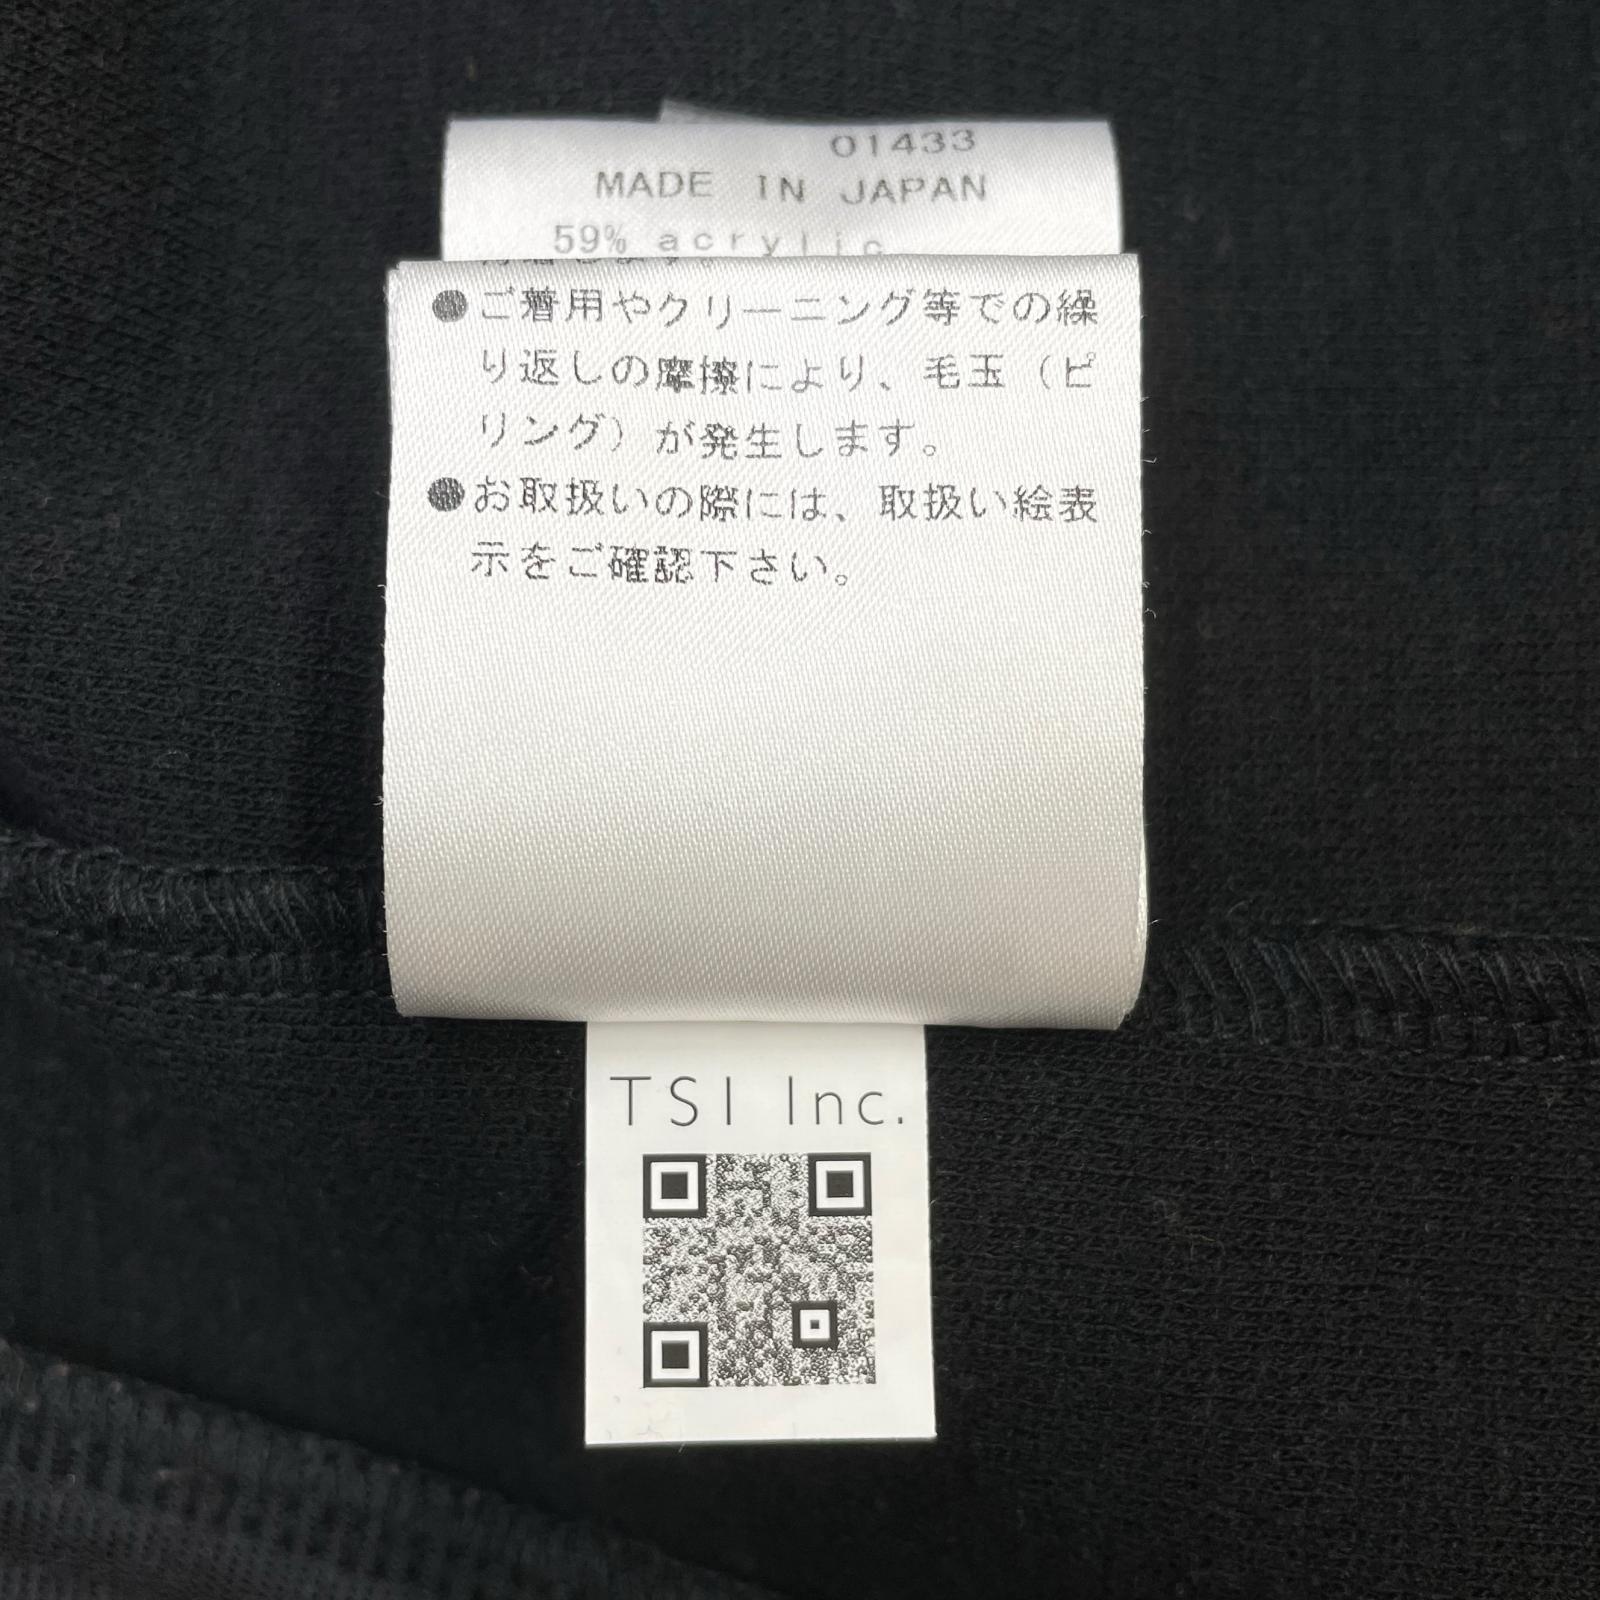 01433
MADE IN JAPAN
59% acrylic
●ご着用やクリーニング等での繰
り返しの摩擦により、毛玉（ピ
リング）が発生します。
●お取扱いの際には、取扱い絵表
示をご確認下さい。
TSI Inc.